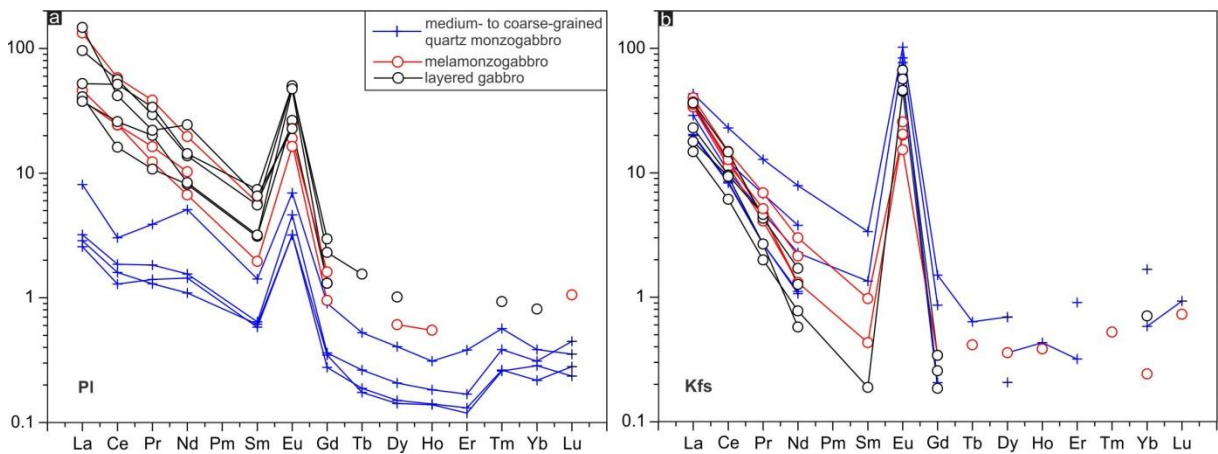 a
100
10
1
0.1
medium- to coarse-grained
quartz monzogabbro
melamonzogabbro
layered gabbro
Pl
La Ce Pr Nd Pm Sm Eu Gd Tb Dy Ho Er Tm Yb Lu
b
100
10
1
0.1
Kfs
La Ce Pr Nd Pm Sm Eu Gd Tb Dy Ho Er Tm Yb Lu